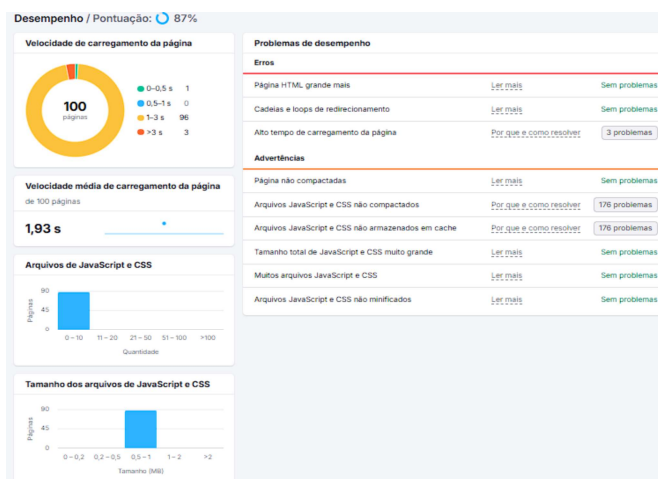 Desempenho / Pontuação: 87%
Velocidade de carregamento da página
100
páginas
0–0,5 s 1
0,5–1 s 0
1–3 s 96
>3 s 3
Velocidade média de carregamento da página
de 100 páginas
1,93 s
Arquivos de JavaScript e CSS
Páginas
90
45
0
0–10 11–20 21–50 51–100 >100
Quantidade
Tamanho dos arquivos de JavaScript e CSS
Páginas
90
45
0
0–0,2 0,2–0,5 0,5–1 1–2 >2
Tamanho (MB)
Problemas de desempenho
Erros
Página HTML grande mais Ler mais Sem problemas
Cadeias e loops de redirecionamento Ler mais Sem problemas
Alto tempo de carregamento da página Por que e como resolver 3 problemas
Advertências
Página não compactadas Ler mais Sem problemas
Arquivos JavaScript e CSS não compactados Por que e como resolver 176 problemas
Arquivos JavaScript e CSS não armazenados em cache Por que e como resolver 176 problemas
Tamanho total de JavaScript e CSS muito grande Ler mais Sem problemas
Muitos arquivos JavaScript e CSS Ler mais Sem problemas
Arquivos JavaScript e CSS não minificados Ler mais Sem problemas